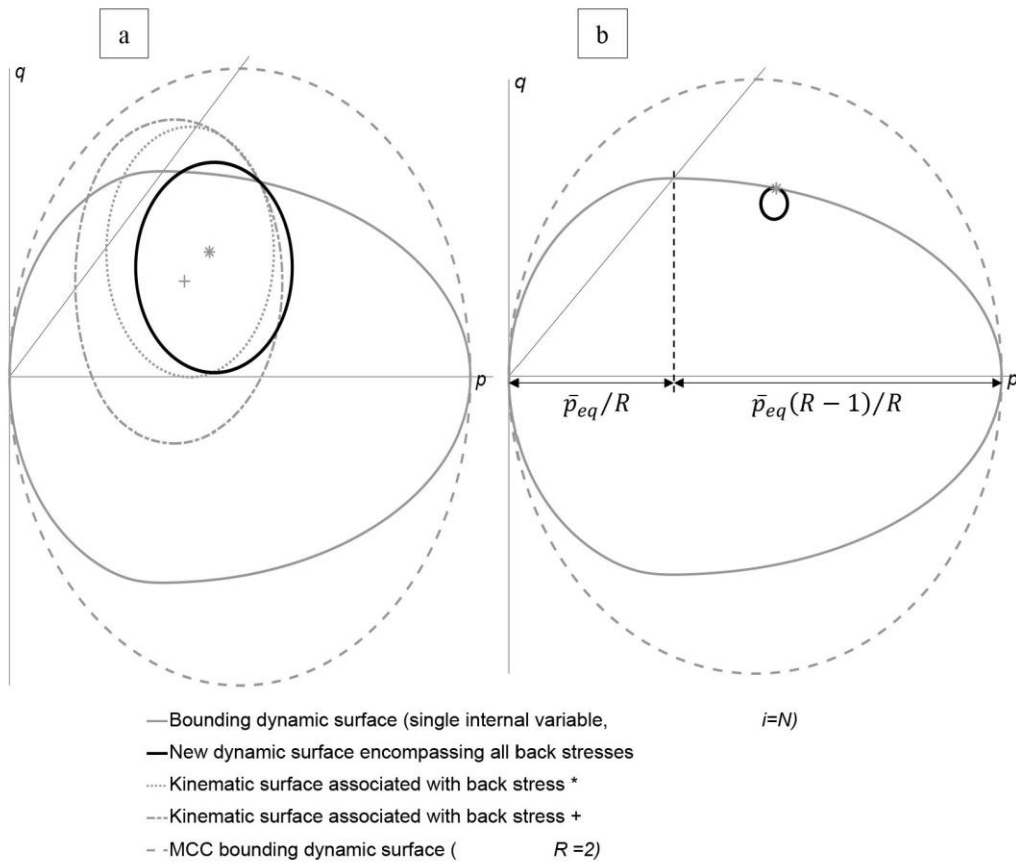 a
b
q
q
p
p
p̄eq/R
p̄eq(R − 1)/R
Bounding dynamic surface (single internal variable, i=N)
New dynamic surface encompassing all back stresses
Kinematic surface associated with back stress *
Kinematic surface associated with back stress +
MCC bounding dynamic surface ( R =2)